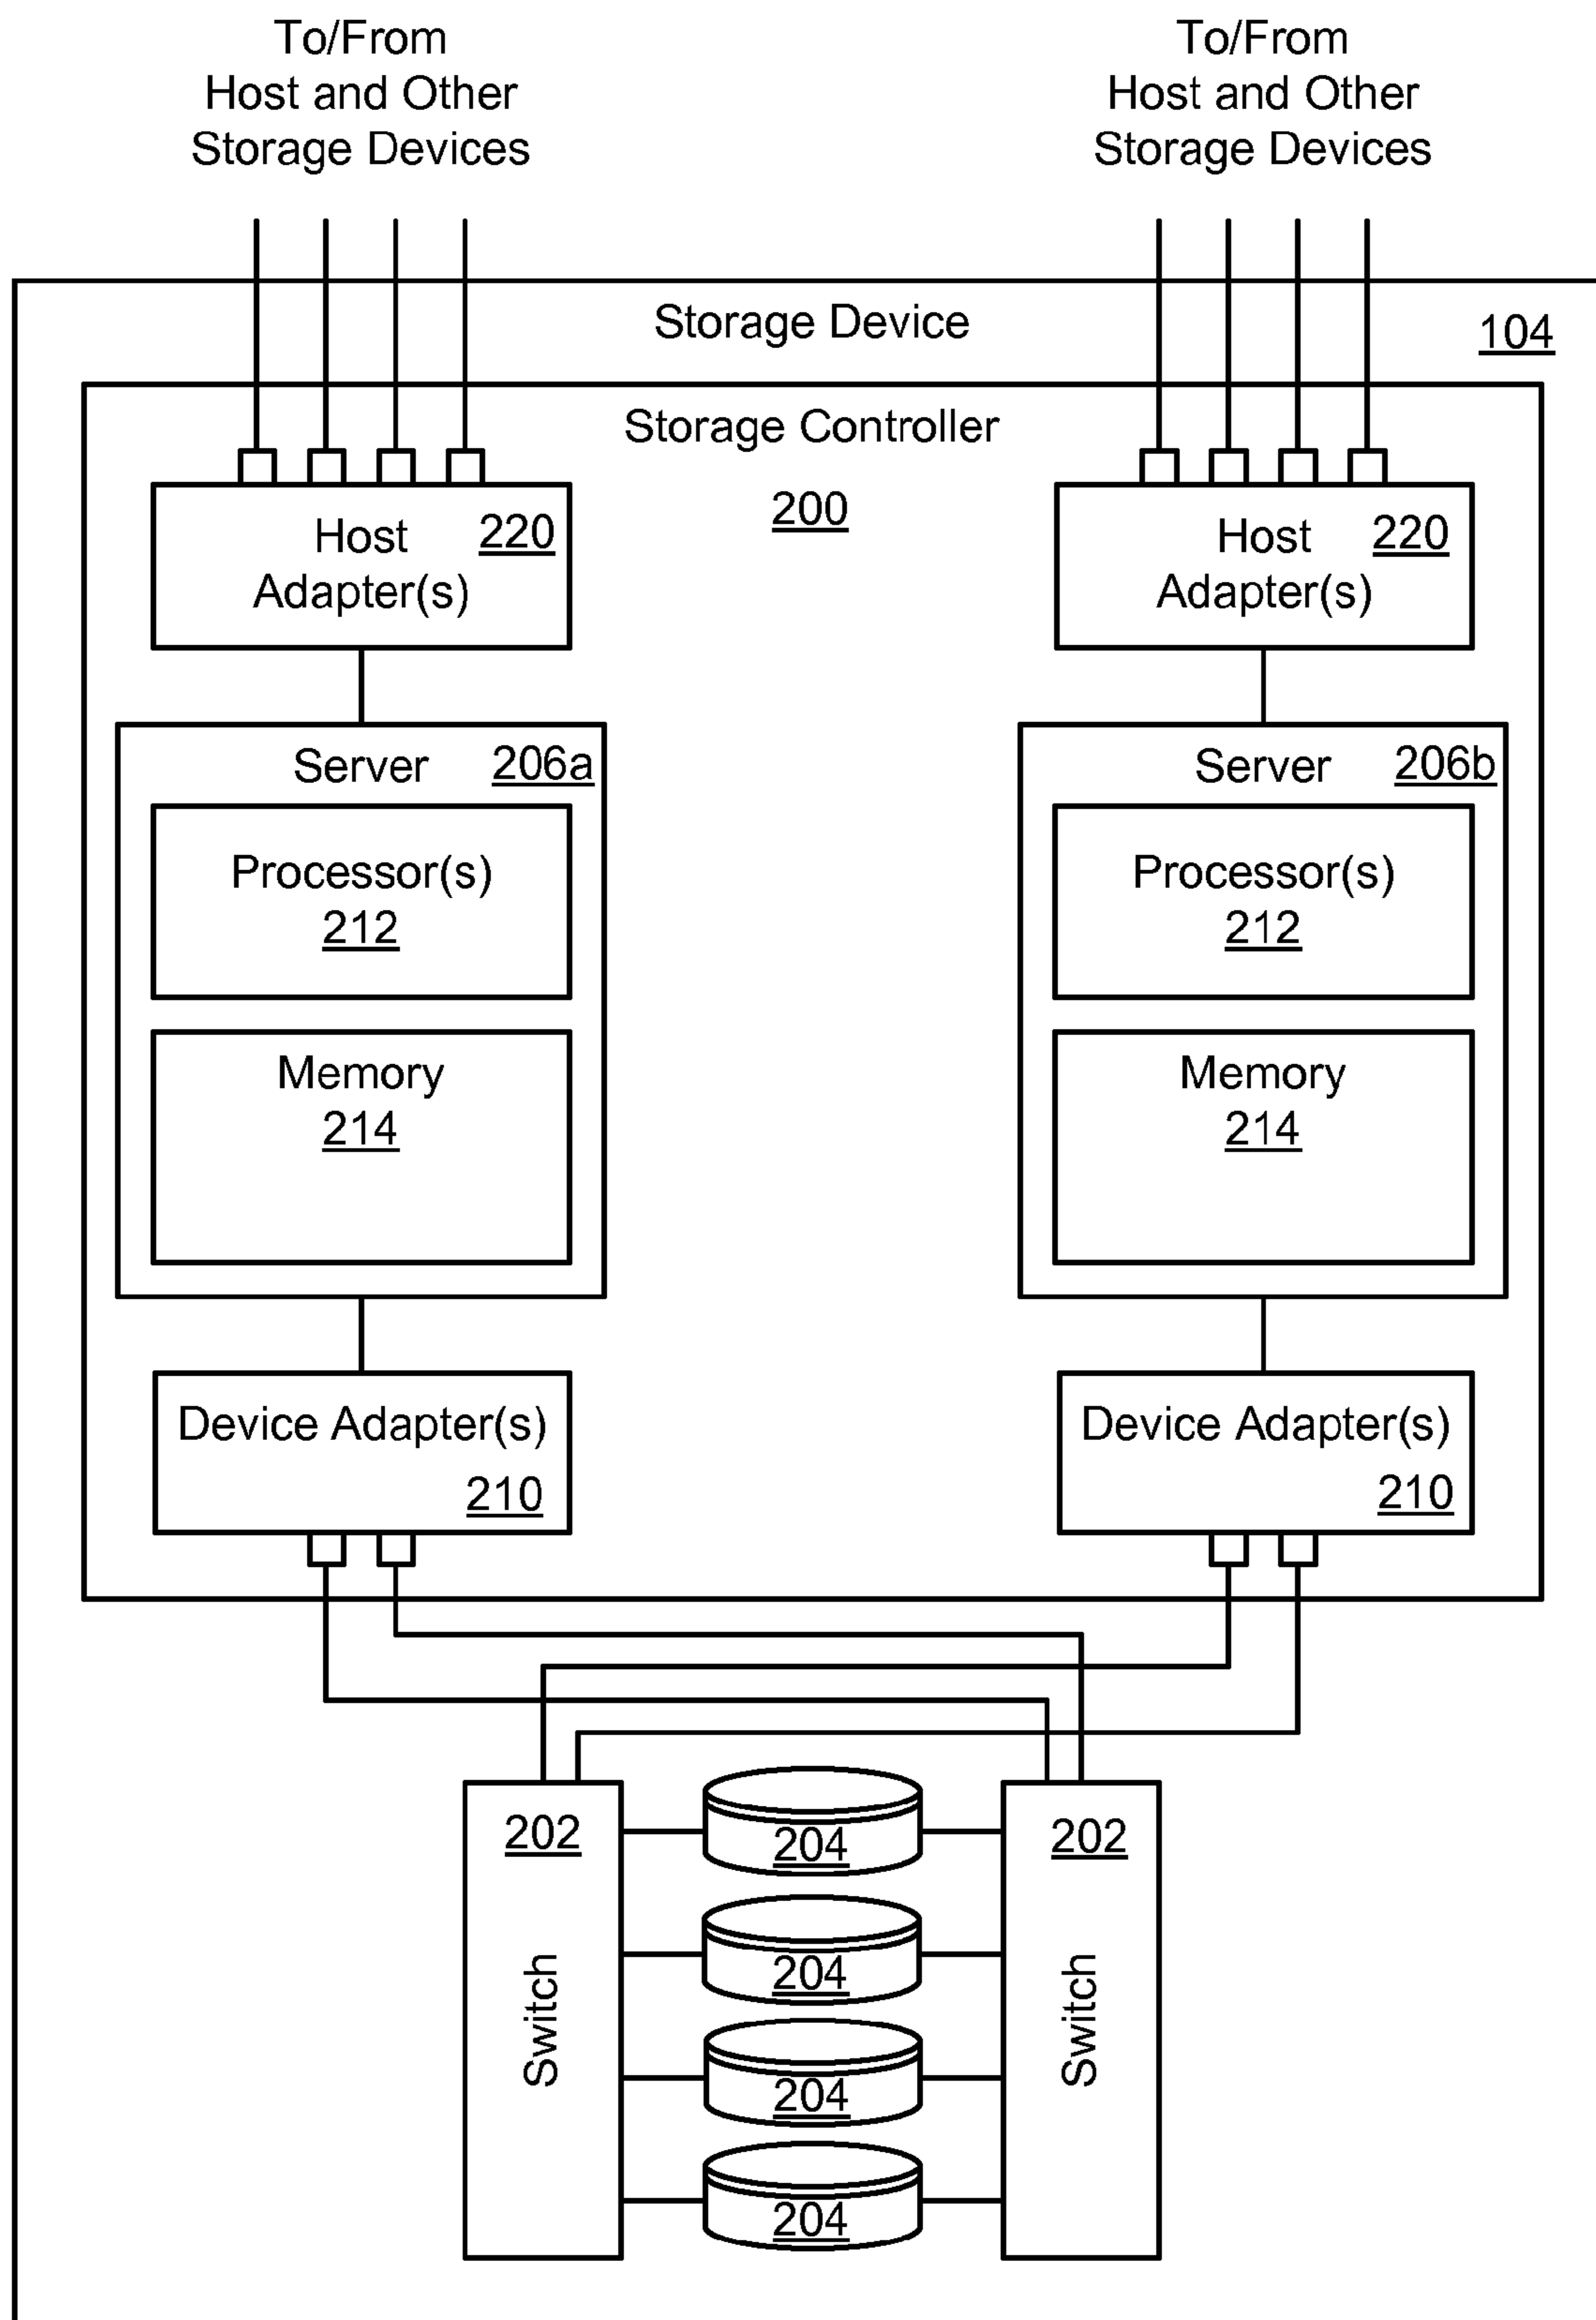 To/From
Host and Other
Storage Devices
To/From
Host and Other
Storage Devices
Storage Device
104
Storage Controller
200
Host
Adapter(s)
220
Host
Adapter(s)
220
Server
206a
Processor(s)
212
Memory
214
Server
206b
Processor(s)
212
Memory
214
Device Adapter(s)
210
Device Adapter(s)
210
202
Switch
204
204
204
204
202
Switch